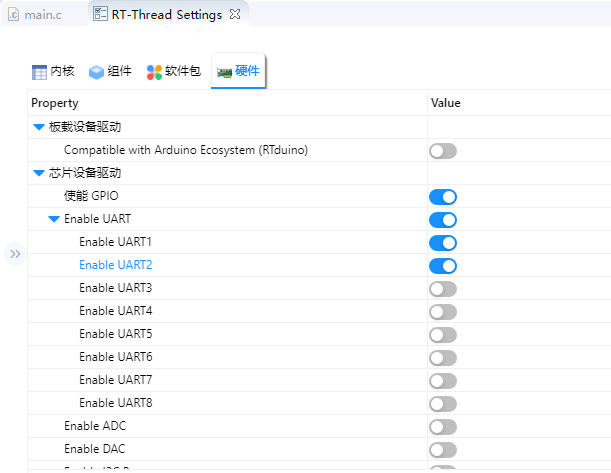 main.c
RT-Thread Settings
内核 组件 软件包 硬件
Property Value
板载设备驱动
Compatible with Arduino Ecosystem (RTduino)
芯片设备驱动
使能 GPIO
Enable UART
Enable UART1
Enable UART2
Enable UART3
Enable UART4
Enable UART5
Enable UART6
Enable UART7
Enable UART8
Enable ADC
Enable DAC